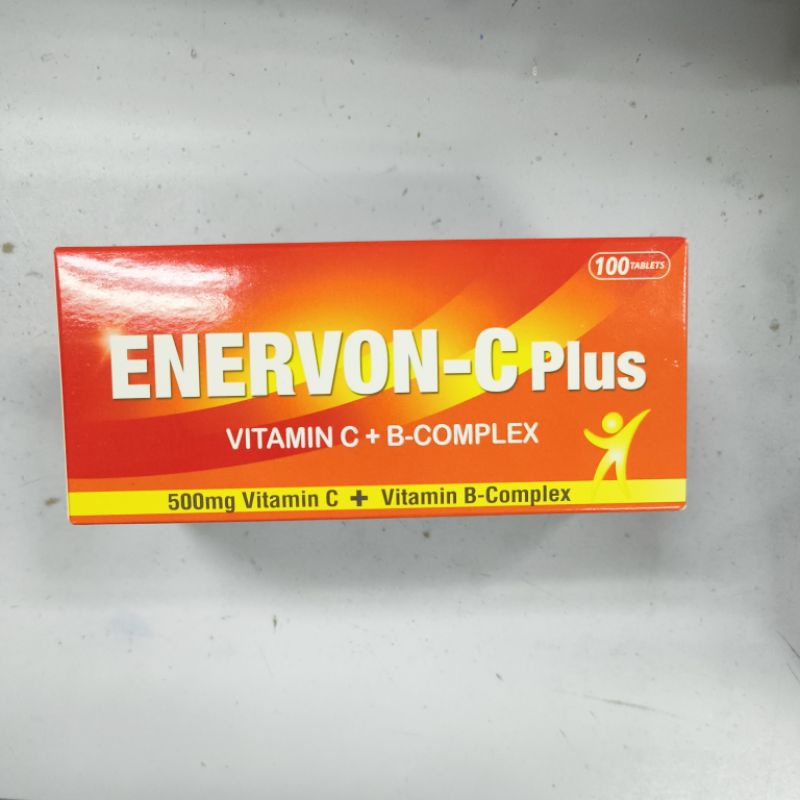 100 TABLETS
ENERVON-C Plus
VITAMIN C + B-COMPLEX
500mg Vitamin C + Vitamin B-Complex